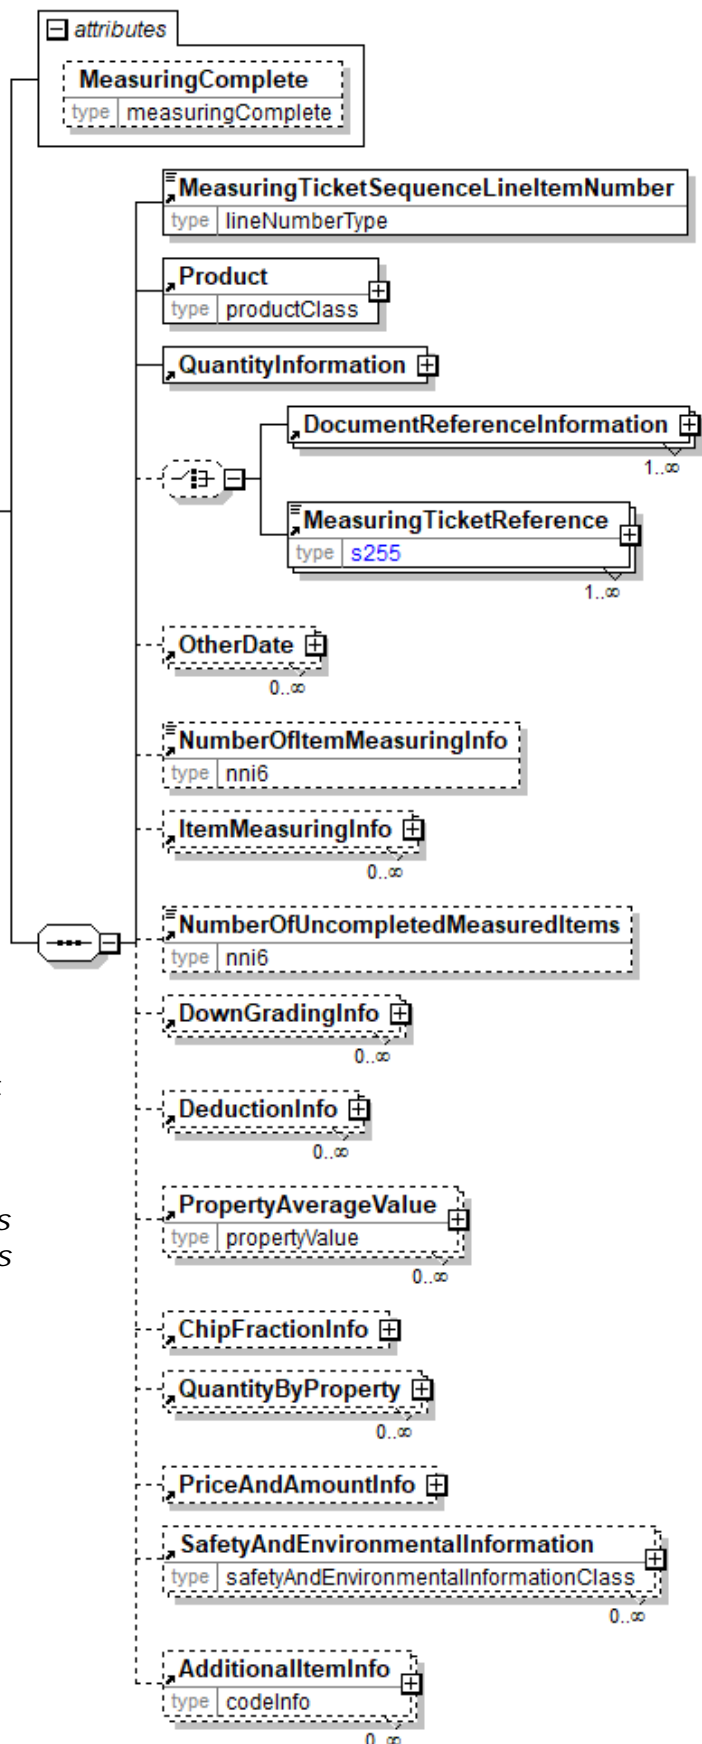 attributes
MeasuringComplete
type measuringComplete
MeasuringTicketSequenceLineItemNumber
type lineNumberType
Product
type productClass
QuantityInformation
DocumentReferenceInformation
1..∞
MeasuringTicketReference
type s255
1..∞
OtherDate
0..∞
NumberOfItemMeasuringInfo
type nni6
ItemMeasuringInfo
0..∞
NumberOfUncompletedMeasuredItems
type nni6
DownGradingInfo
0..∞
DeductionInfo
0..∞
PropertyAverageValue
s
type propertyValue
s
0..∞
ChipFractionInfo
QuantityByProperty
0..∞
PriceAndAmountInfo
SafetyAndEnvironmentalInformation
type safetyAndEnvironmentalInformationClass
0..∞
AdditionalItemInfo
type codeInfo
0..∞